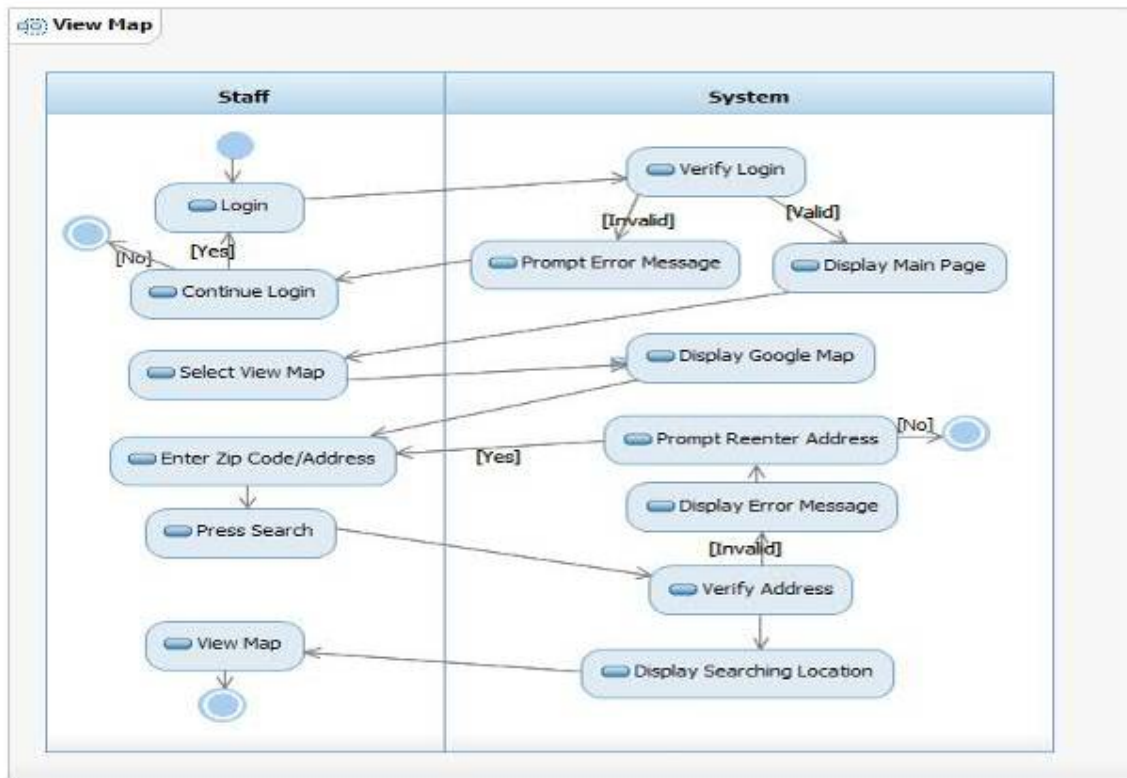 View Map
Staff
System
Verify Login
Login
[Invalid]
[Valid]
[No]
[Yes]
Prompt Error Message
Display Main Page
Continue Login
Select View Map
Display Google Map
[No]
Prompt Reenter Address
Enter Zip Code/Address
[Yes]
Display Error Message
Press Search
[Invalid]
Verify Address
View Map
Display Searching Location